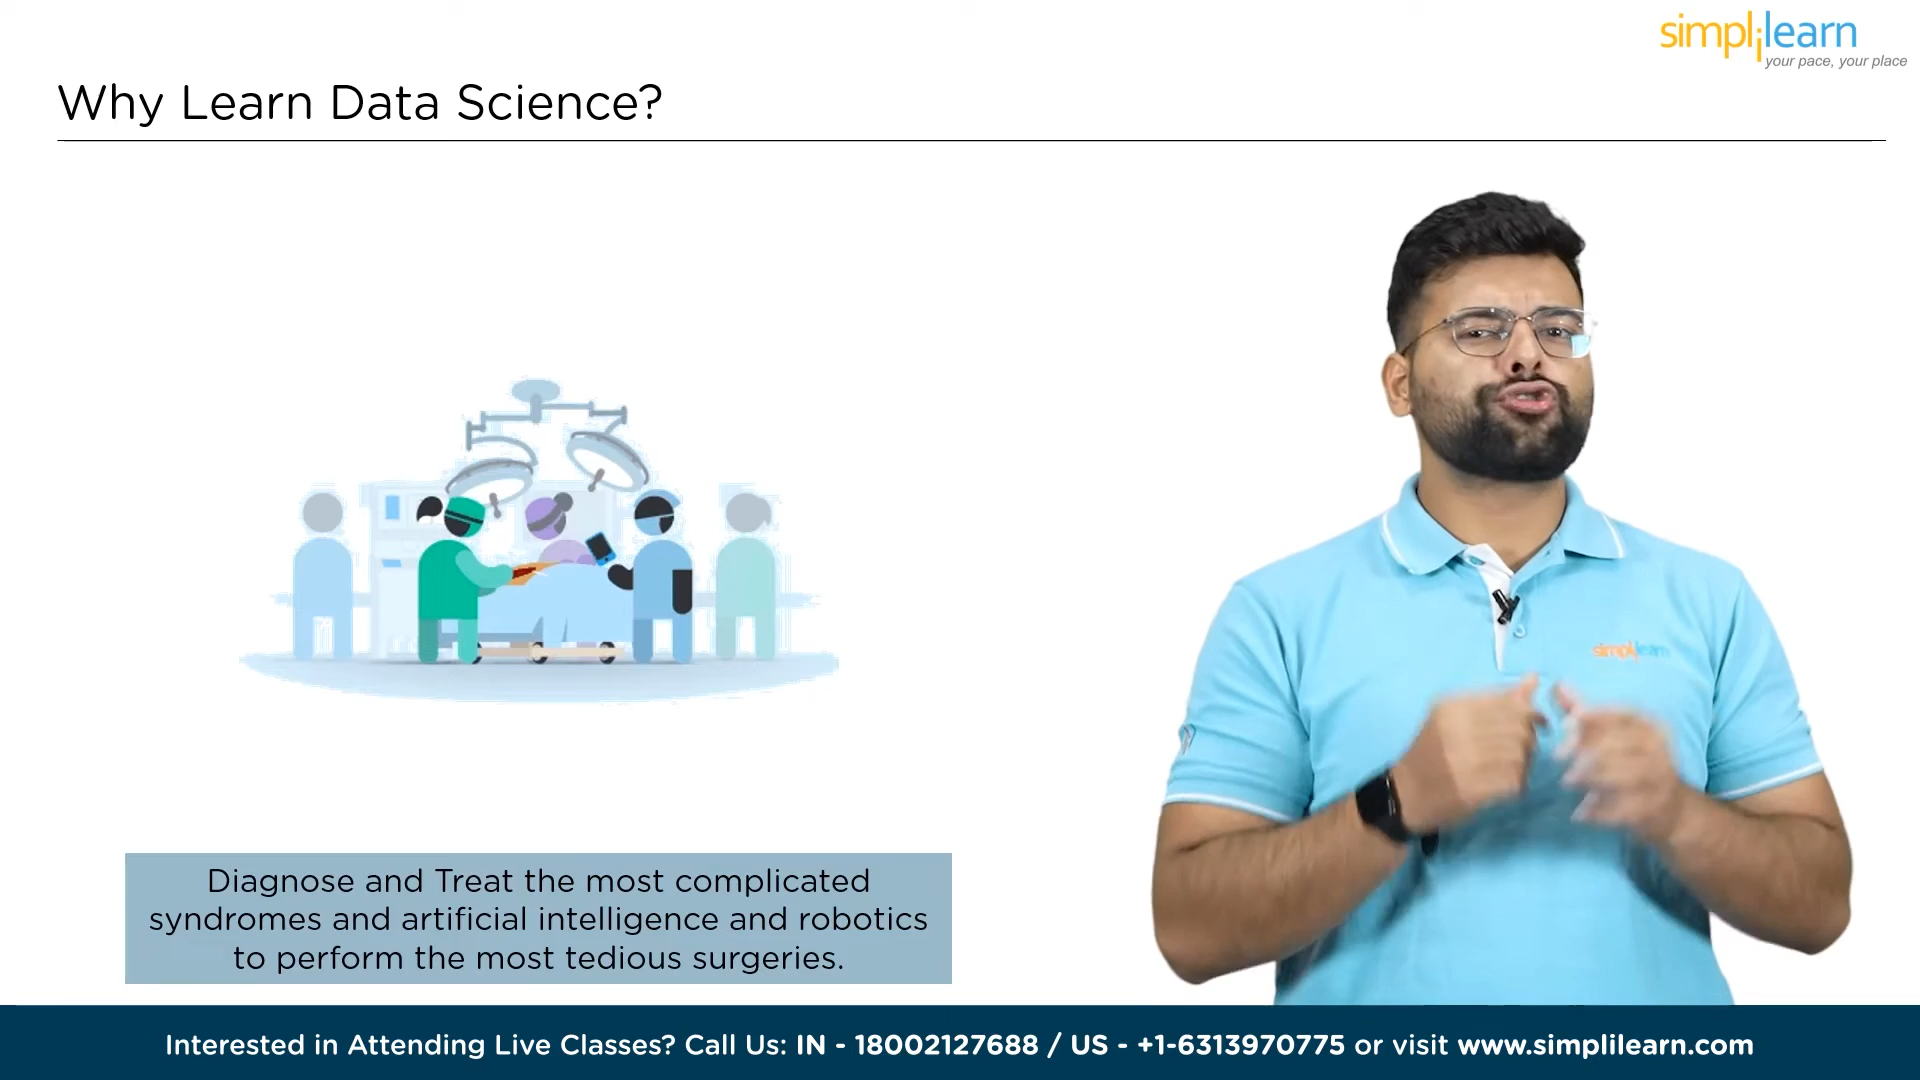 simplilearn
your pace, your place
Why Learn Data Science?
simplilearn
Diagnose and Treat the most complicated
syndromes and artificial intelligence and robotics
to perform the most tedious surgeries.
Interested in Attending Live Classes? Call Us: IN - 18002127688 / US - +1-6313970775 or visit www.simplilearn.com